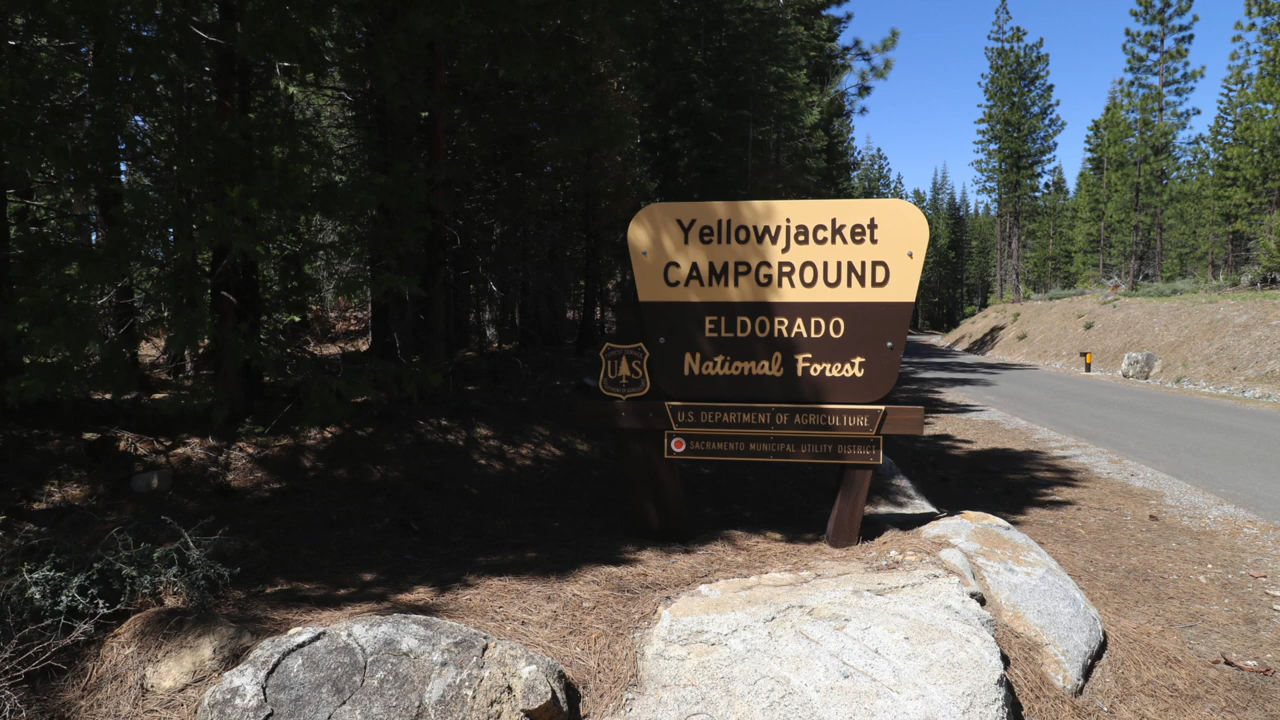 Yellowjacket
CAMPGROUND
ELDORADO
National Forest
U S
U.S. DEPARTMENT OF AGRICULTURE
SACRAMENTO MUNICIPAL UTILITY DISTRICT